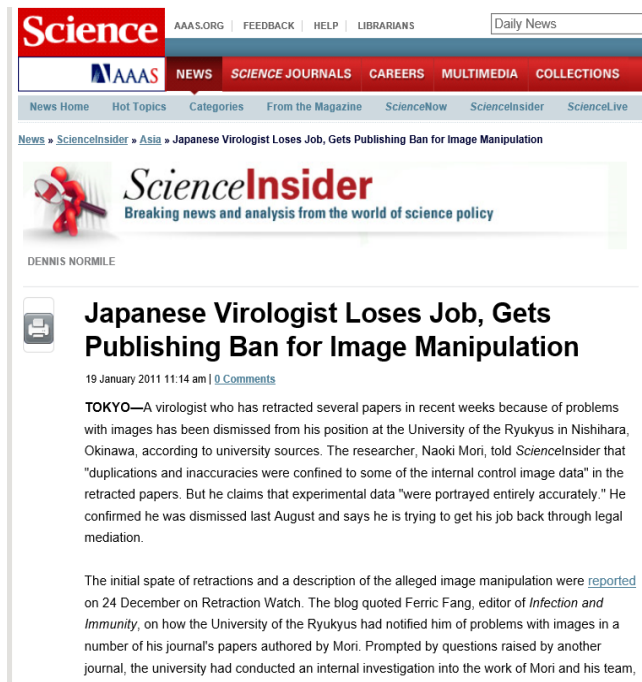 Science
AAAS.ORG FEEDBACK HELP LIBRARIANS
Daily News
AAAS
NEWS SCIENCE JOURNALS CAREERS MULTIMEDIA COLLECTIONS
News Home Hot Topics Categories From the Magazine ScienceNow ScienceInsider ScienceLive
News » ScienceInsider » Asia » Japanese Virologist Loses Job, Gets Publishing Ban for Image Manipulation
ScienceInsider
Breaking news and analysis from the world of science policy
DENNIS NORMILE
Japanese Virologist Loses Job, Gets
Publishing Ban for Image Manipulation
19 January 2011 11:14 am | 0 Comments
TOKYO—A virologist who has retracted several papers in recent weeks because of problems
with images has been dismissed from his position at the University of the Ryukyus in Nishihara,
Okinawa, according to university sources. The researcher, Naoki Mori, told ScienceInsider that
"duplications and inaccuracies were confined to some of the internal control image data" in the
retracted papers. But he claims that experimental data "were portrayed entirely accurately." He
confirmed he was dismissed last August and says he is trying to get his job back through legal
mediation.
The initial spate of retractions and a description of the alleged image manipulation were reported
on 24 December on Retraction Watch. The blog quoted Ferric Fang, editor of Infection and
Immunity, on how the University of the Ryukyus had notified him of problems with images in a
number of his journal's papers authored by Mori. Prompted by questions raised by another
journal, the university had conducted an internal investigation into the work of Mori and his team,